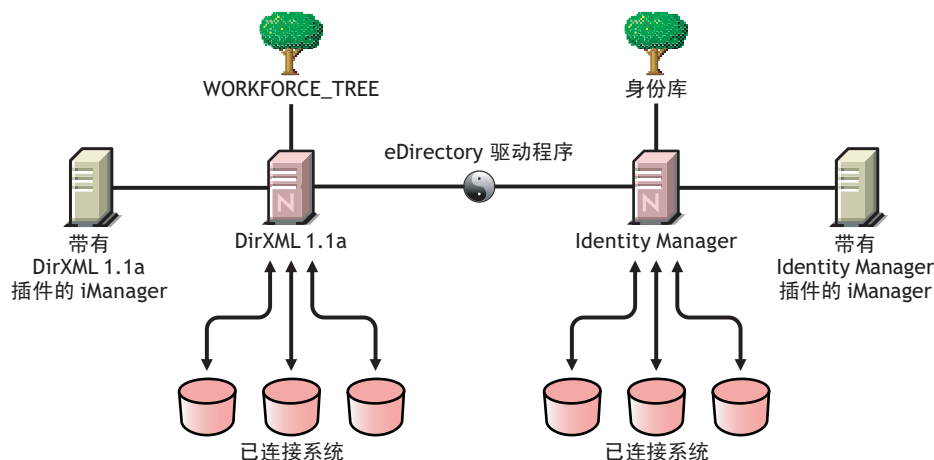 WORKFORCE_TREE
身份库
eDirectory 驱动程序
带有
DirXML 1.1a
插件的 iManager
DirXML 1.1a
Identity Manager
带有
Identity Manager
插件的 iManager
已连接系统
已连接系统